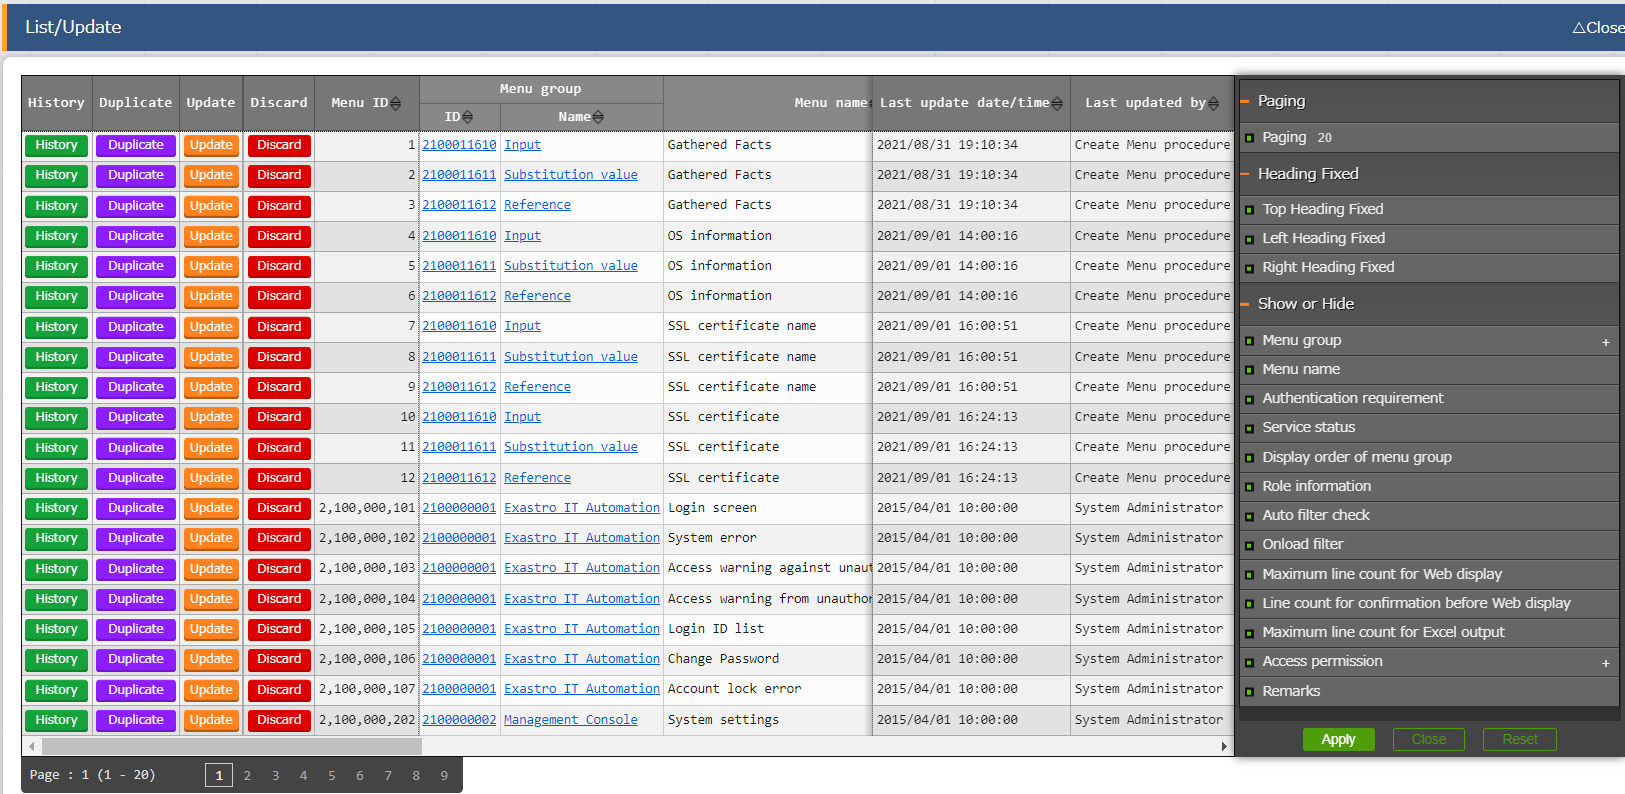 List/Update
△Close
History Duplicate Update Discard Menu ID Menu group Menu name Last update date/time Last updated by
ID Name
History Duplicate Update Discard 1 2100011610 Input Gathered Facts 2021/08/31 19:10:34 Create Menu procedure
History Duplicate Update Discard 2 2100011611 Substitution value Gathered Facts 2021/08/31 19:10:34 Create Menu procedure
History Duplicate Update Discard 3 2100011612 Reference Gathered Facts 2021/08/31 19:10:34 Create Menu procedure
History Duplicate Update Discard 4 2100011610 Input OS information 2021/09/01 14:00:16 Create Menu procedure
History Duplicate Update Discard 5 2100011611 Substitution value OS information 2021/09/01 14:00:16 Create Menu procedure
History Duplicate Update Discard 6 2100011612 Reference OS information 2021/09/01 14:00:16 Create Menu procedure
History Duplicate Update Discard 7 2100011610 Input SSL certificate name 2021/09/01 16:00:51 Create Menu procedure
History Duplicate Update Discard 8 2100011611 Substitution value SSL certificate name 2021/09/01 16:00:51 Create Menu procedure
History Duplicate Update Discard 9 2100011612 Reference SSL certificate name 2021/09/01 16:00:51 Create Menu procedure
History Duplicate Update Discard 10 2100011610 Input SSL certificate 2021/09/01 16:24:13 Create Menu procedure
History Duplicate Update Discard 11 2100011611 Substitution value SSL certificate 2021/09/01 16:24:13 Create Menu procedure
History Duplicate Update Discard 12 2100011612 Reference SSL certificate 2021/09/01 16:24:13 Create Menu procedure
History Duplicate Update Discard 2,100,000,101 2100000001 Exastro IT Automation Login screen 2015/04/01 10:00:00 System Administrator
History Duplicate Update Discard 2,100,000,102 2100000001 Exastro IT Automation System error 2015/04/01 10:00:00 System Administrator
History Duplicate Update Discard 2,100,000,103 2100000001 Exastro IT Automation Access warning against unaut 2015/04/01 10:00:00 System Administrator
History Duplicate Update Discard 2,100,000,104 2100000001 Exastro IT Automation Access warning from unauthor 2015/04/01 10:00:00 System Administrator
History Duplicate Update Discard 2,100,000,105 2100000001 Exastro IT Automation Login ID list 2015/04/01 10:00:00 System Administrator
History Duplicate Update Discard 2,100,000,106 2100000001 Exastro IT Automation Change Password 2015/04/01 10:00:00 System Administrator
History Duplicate Update Discard 2,100,000,107 2100000001 Exastro IT Automation Account lock error 2015/04/01 10:00:00 System Administrator
History Duplicate Update Discard 2,100,000,202 2100000002 Management Console System settings 2015/04/01 10:00:00 System Administrator
Page : 1 (1 - 20) 1 2 3 4 5 6 7 8 9
Paging
Paging 20
Heading Fixed
Top Heading Fixed
Left Heading Fixed
Right Heading Fixed
Show or Hide
Menu group +
Menu name
Authentication requirement
Service status
Display order of menu group
Role information
Auto filter check
Onload filter
Maximum line count for Web display
Line count for confirmation before Web display
Maximum line count for Excel output
Access permission +
Remarks
Apply Close Reset